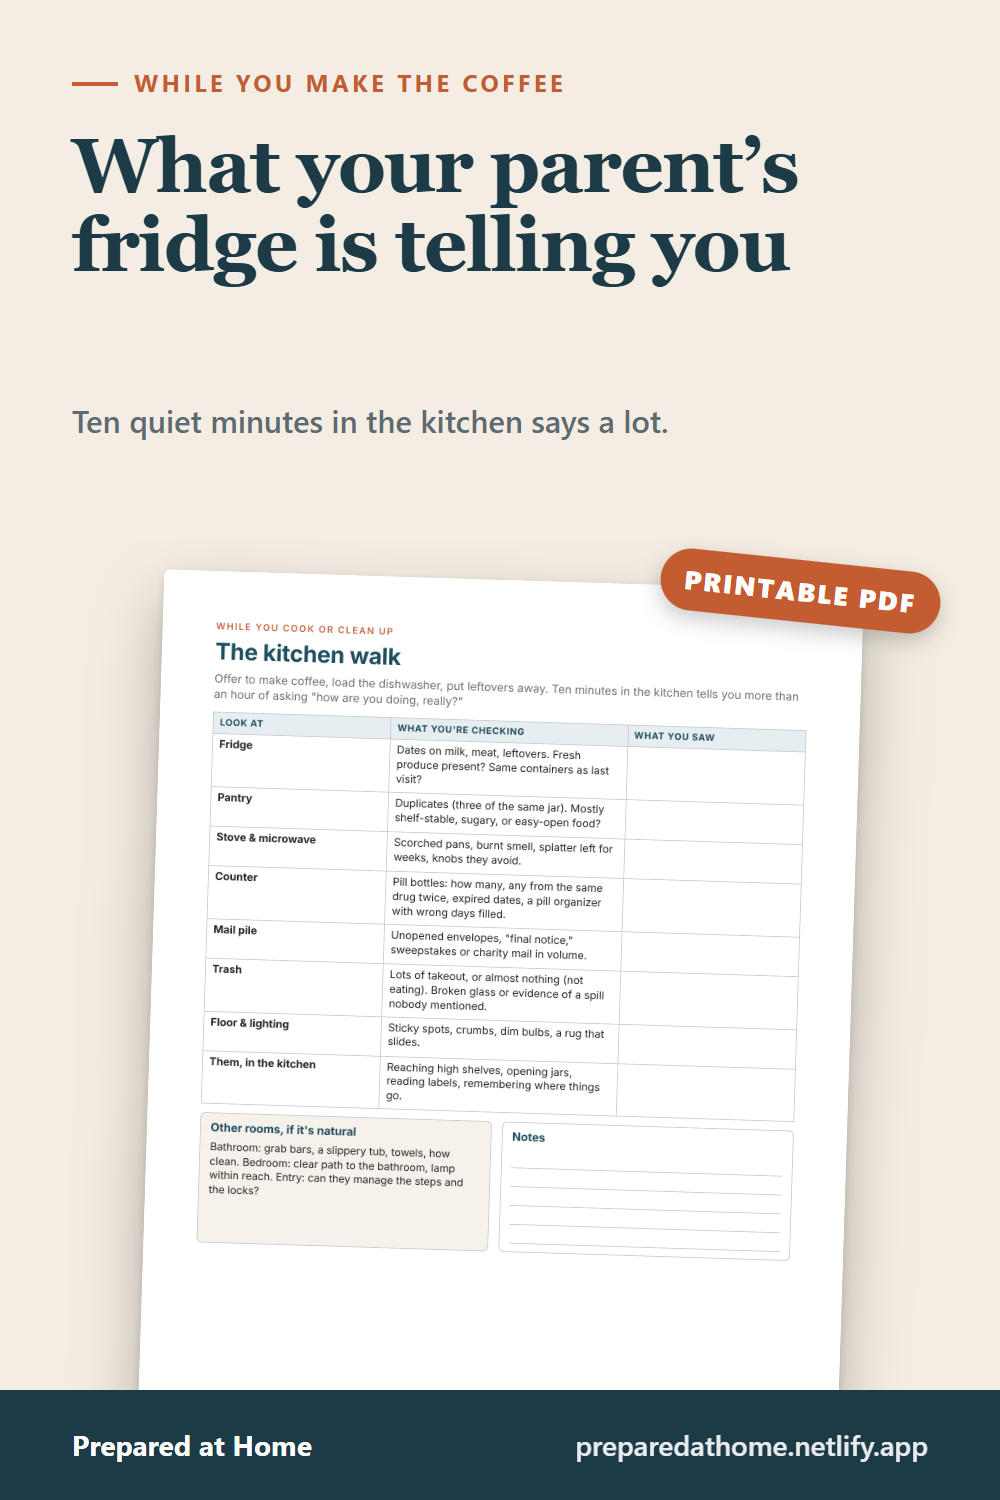 WHILE YOU MAKE THE COFFEE
What your parent’s
fridge is telling you
Ten quiet minutes in the kitchen says a lot.
PRINTABLE PDF
WHILE YOU COOK OR CLEAN UP
The kitchen walk
Offer to make coffee, load the dishwasher, put leftovers away. Ten minutes in the kitchen tells you more than
an hour of asking "how are you doing, really?"
LOOK AT
WHAT YOU'RE CHECKING
WHAT YOU SAW
Fridge
Dates on milk, meat, leftovers. Fresh
produce present? Same containers as last
visit?
Pantry
Duplicates (three of the same jar). Mostly
shelf-stable, sugary, or easy-open food?
Stove & microwave
Scorched pans, burnt smell, splatter left for
weeks, knobs they avoid.
Counter
Pill bottles: how many, any from the same
drug twice, expired dates, a pill organizer
with wrong days filled.
Mail pile
Unopened envelopes, "final notice,"
sweepstakes or charity mail in volume.
Trash
Lots of takeout, or almost nothing (not
eating). Broken glass or evidence of a spill
nobody mentioned.
Floor & lighting
Sticky spots, crumbs, dim bulbs, a rug that
slides.
Them, in the kitchen
Reaching high shelves, opening jars,
reading labels, remembering where things
go.
Other rooms, if it's natural
Bathroom: grab bars, a slippery tub, towels, how
clean. Bedroom: clear path to the bathroom, lamp
within reach. Entry: can they manage the steps and
the locks?
Notes
Prepared at Home
preparedathome.netlify.app